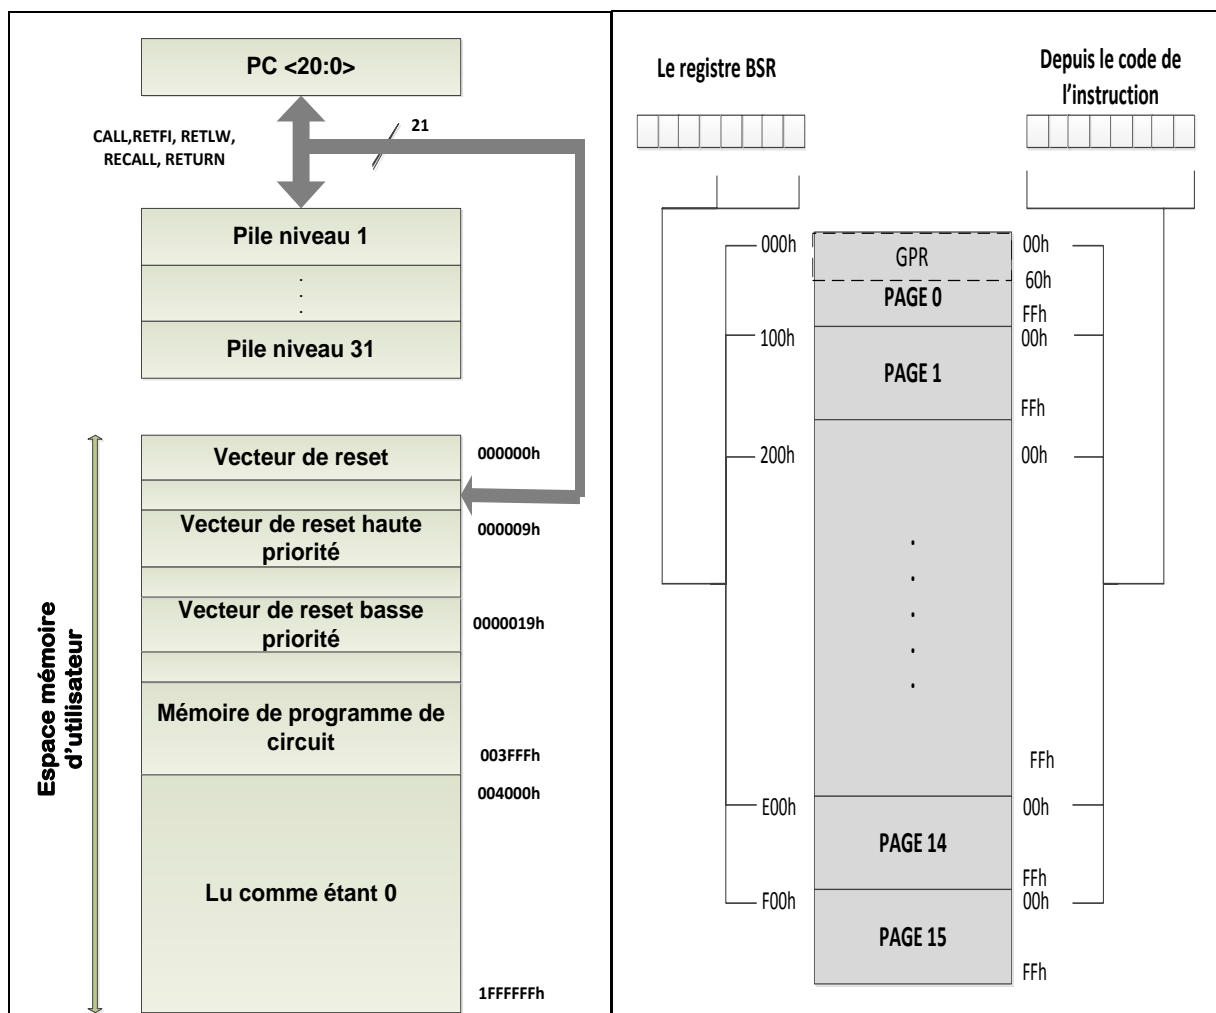 PC <20:0>
21
CALL,RETFI, RETLW,
RECALL, RETURN
Pile niveau 1
.
.
.
Pile niveau 31
Vecteur de reset
000000h
Vecteur de reset haute
priorité
000009h
Vecteur de reset basse
priorité
0000019h
Mémoire de programme de
circuit
003FFFh
004000h
Lu comme étant 0
1FFFFFFh
Espace mémoire
d'utilisateur
Le registre BSR
Depuis le code de
l'instruction
000h
GPR
00h
60h
PAGE 0
FFh
100h
00h
PAGE 1
FFh
200h
00h
.
.
.
.
.
FFh
E00h
00h
PAGE 14
FFh
F00h
00h
PAGE 15
FFh